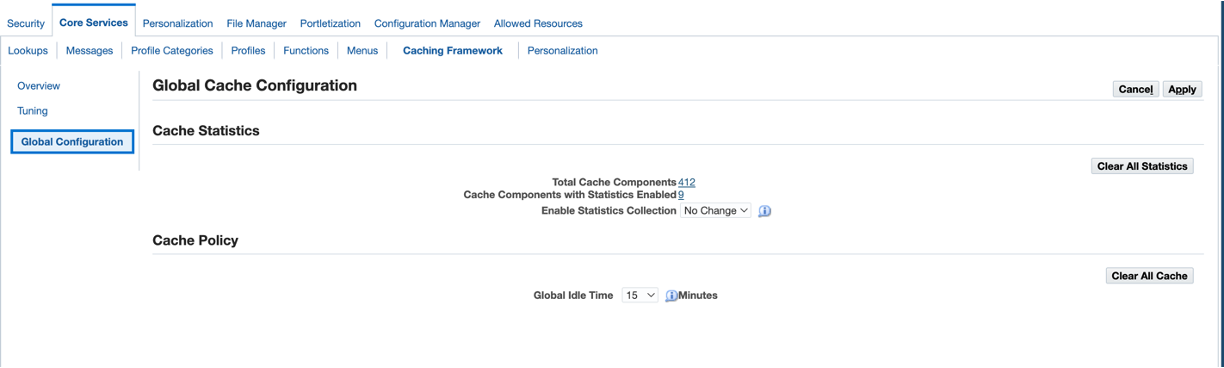 Security Core Services Personalization File Manager Portletization Configuration Manager Allowed Resources
Lookups Messages Profile Categories Profiles Functions Menus Caching Framework Personalization
Overview
Tuning
Global Configuration
Global Cache Configuration
Cancel Apply
Cache Statistics
Clear All Statistics
Total Cache Components 412
Cache Components with Statistics Enabled 9
Enable Statistics Collection No Change
Cache Policy
Clear All Cache
Global Idle Time 15 Minutes